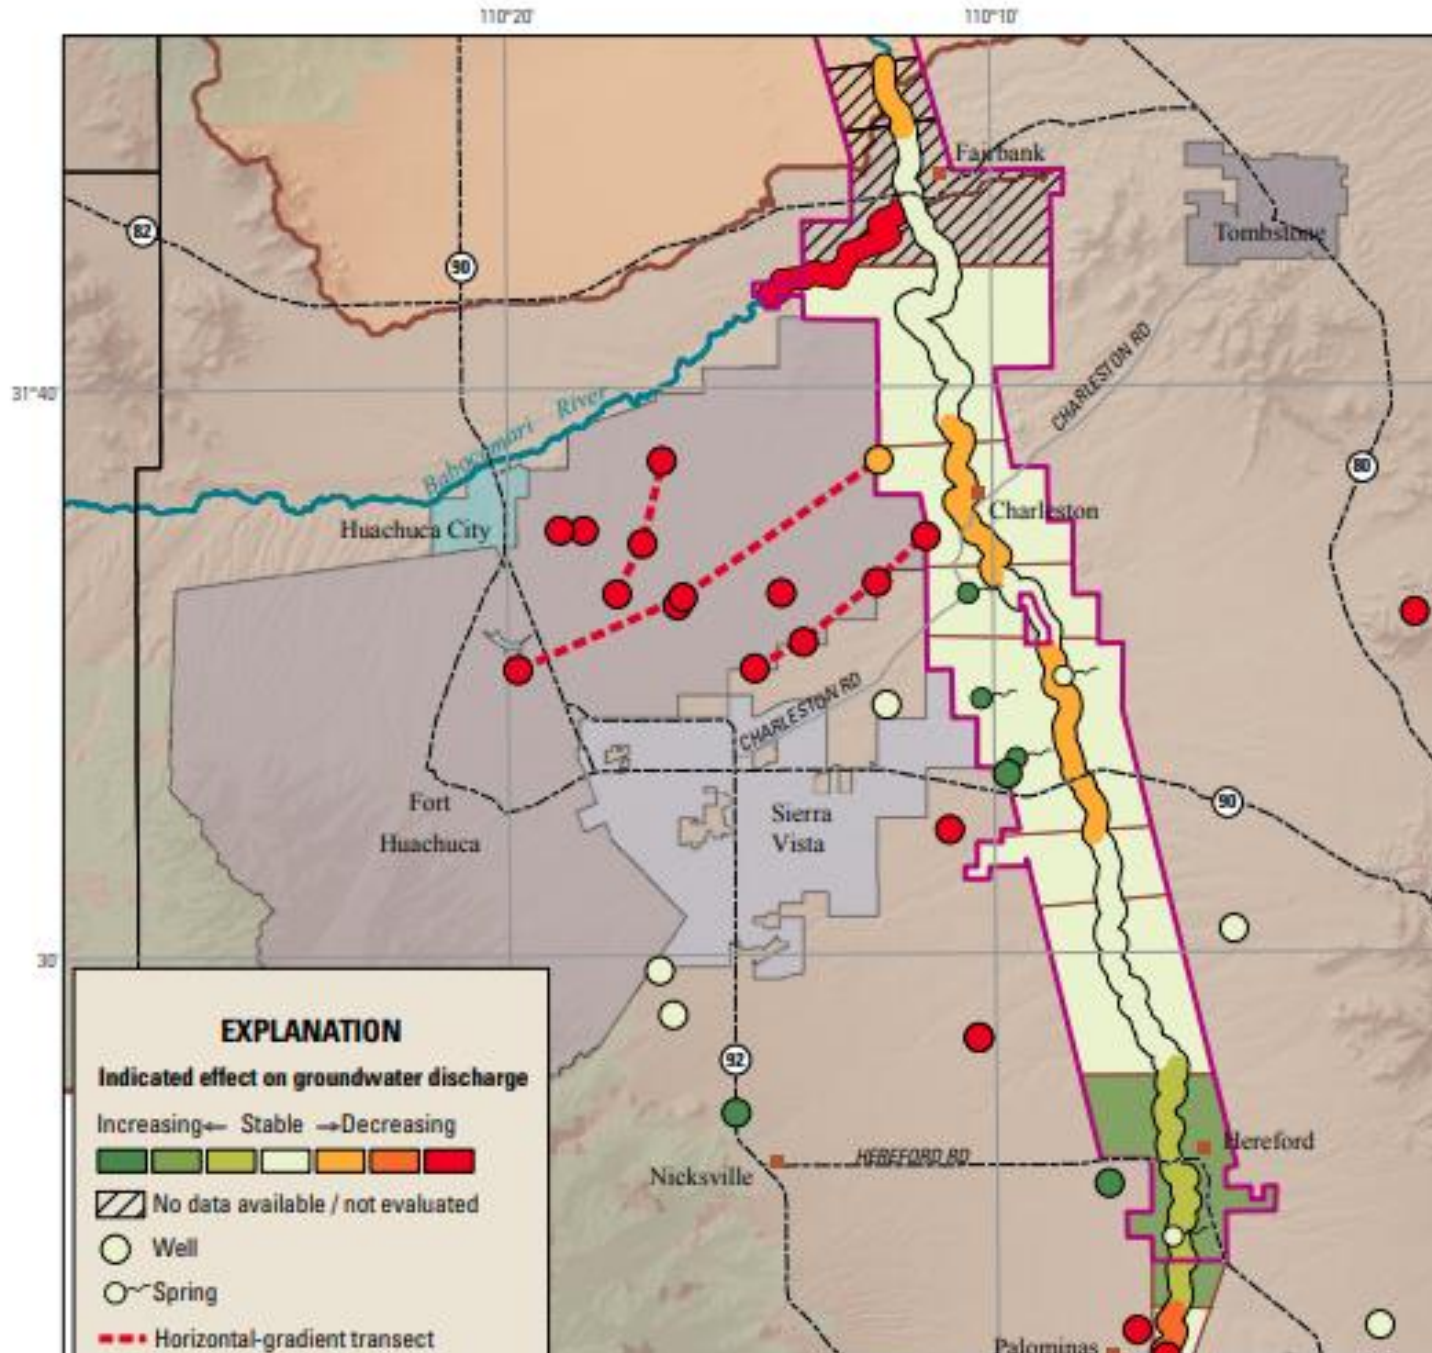 110°20'
110°10'
Fairbank
82
90
Tombstone
31°40'
Babocomari River
CHARLESTON RD
80
Huachuca City
Charleston
CHARLESTON RD
90
Fort
Huachuca
Sierra
Vista
30'
92
Nicksville
HEREFORD RD
Hereford
Palominas
EXPLANATION
Indicated effect on groundwater discharge
Increasing← Stable →Decreasing
No data available / not evaluated
Well
Spring
Horizontal-gradient transect